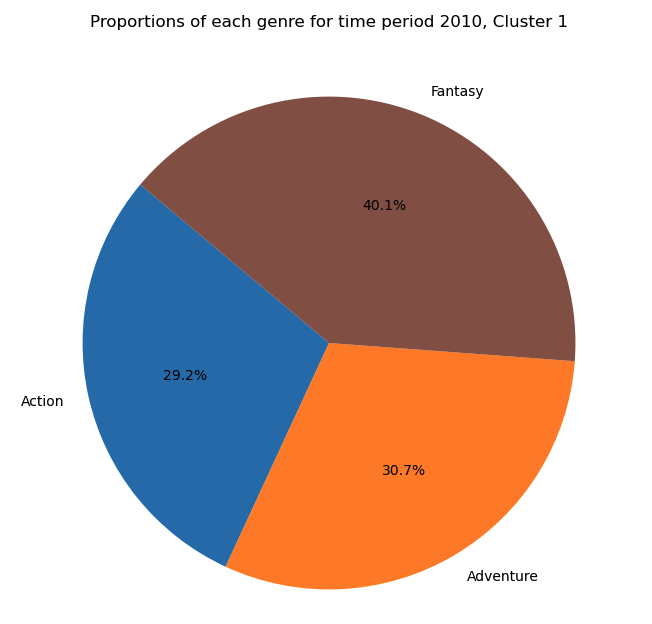 Proportions of each genre for time period 2010, Cluster 1
Fantasy
40.1%
29.2%
Action
30.7%
Adventure